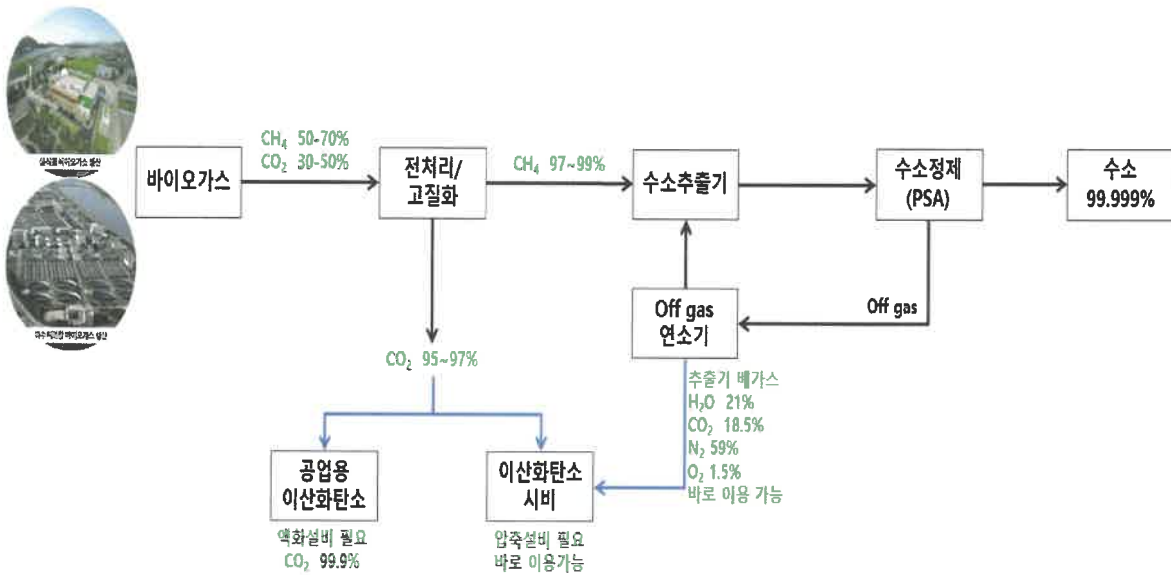 CH₄ 50-70%
CO₂ 30-50%
바이오가스
전처리/
고질화
CH₄ 97~99%
수소추출기
수소정제
(PSA)
수소
99.999%
Off gas
연소기
Off gas
CO₂ 95~97%
추출기 배가스
H₂O 21%
CO₂ 18.5%
N₂ 59%
O₂ 1.5%
바로 이용 가능
공업용
이산화탄소
액화설비 필요
CO₂ 99.9%
이산화탄소
시비
압축설비 필요
바로 이용가능